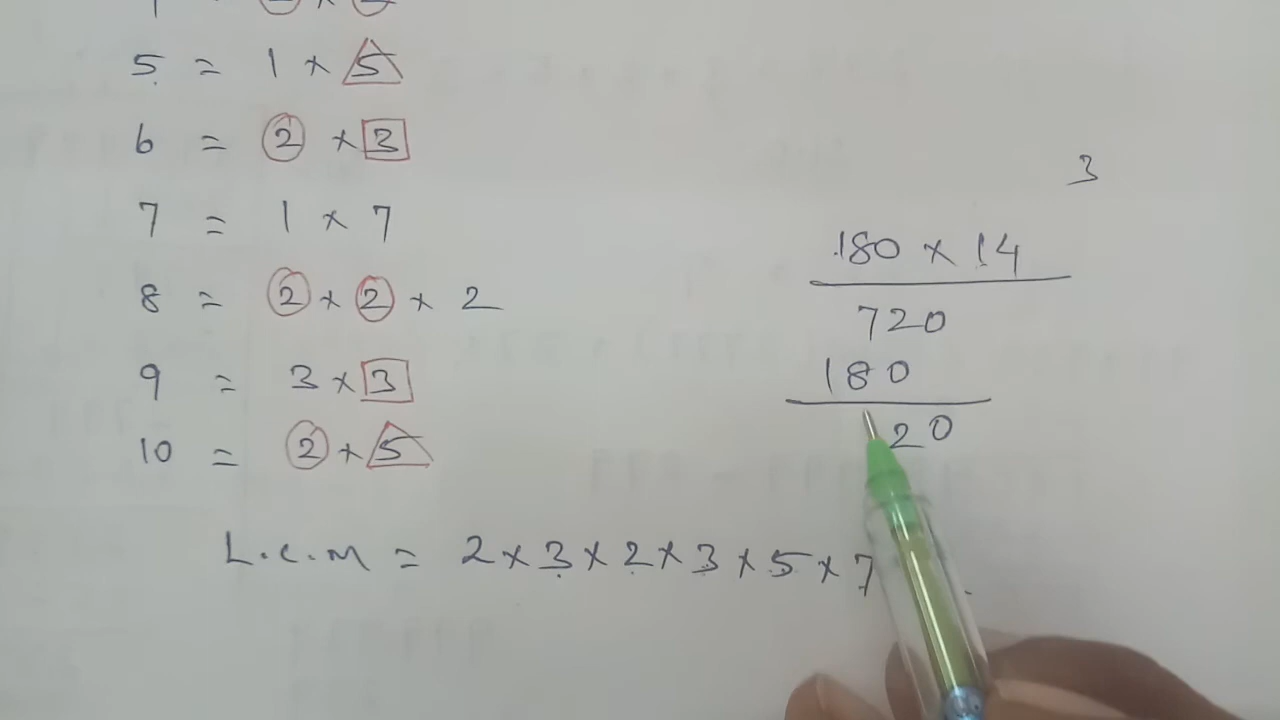 5 = 1 × 5
6 = 2 × 3
7 = 1 × 7
8 = 2 × 2 × 2
9 = 3 × 3
10 = 2 × 5
L.C.M = 2 × 3 × 2 × 3 × 5 × 7
3
180 × 14
720
180
20